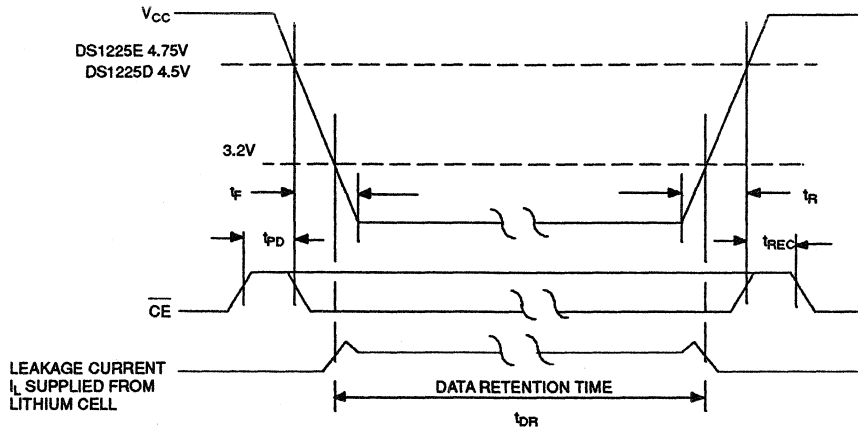 VCC
DS1225E 4.75V
DS1225D 4.5V
3.2V
tF
tR
tPD
tREC
CE
LEAKAGE CURRENT
IL SUPPLIED FROM
LITHIUM CELL
DATA RETENTION TIME
tDR